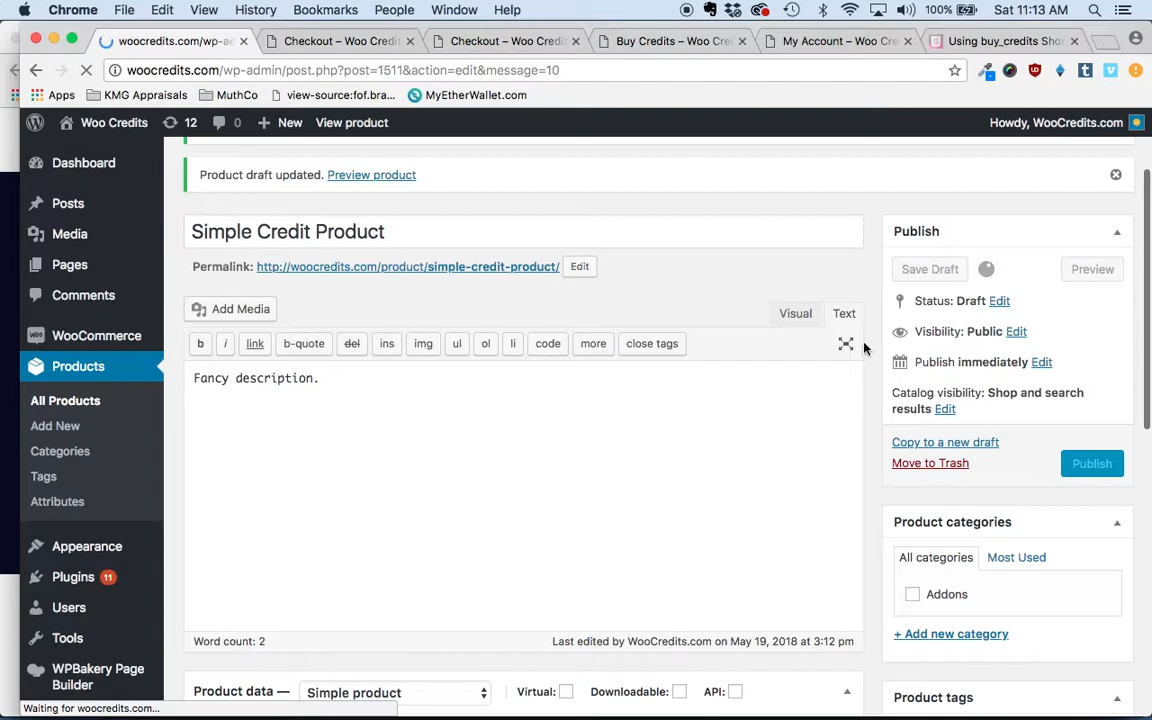 Chrome File Edit View History Bookmarks People Window Help 100% Sat 11:13 AM
woocredits.com/wp-a
Checkout – Woo Credi
Checkout – Woo Credi
Buy Credits – Woo Cre
My Account – Woo Cr
Using buy_credits Sho
woocredits.com/wp-admin/post.php?post=1511&action=edit&message=10
Apps KMG Appraisals MuthCo view-source:fof.bra... MyEtherWallet.com
Woo Credits 12 0 New View product Howdy, WooCredits.com
Dashboard
Posts
Media
Pages
Comments
WooCommerce
Products
All Products
Add New
Categories
Tags
Attributes
Appearance
Plugins 11
Users
Tools
WPBakery Page
Builder
Product draft updated. Preview product
Simple Credit Product
Permalink: http://woocredits.com/product/simple-credit-product/ Edit
Add Media
Visual Text
b i link b-quote del ins img ul ol li code more close tags
Fancy description.
Word count: 2 Last edited by WooCredits.com on May 19, 2018 at 3:12 pm
Product data — Simple product Virtual: Downloadable: API:
Publish
Save Draft Preview
Status: Draft Edit
Visibility: Public Edit
Publish immediately Edit
Catalog visibility: Shop and search
results Edit
Copy to a new draft
Move to Trash Publish
Product categories
All categories Most Used
Addons
+ Add new category
Product tags
Waiting for woocredits.com...